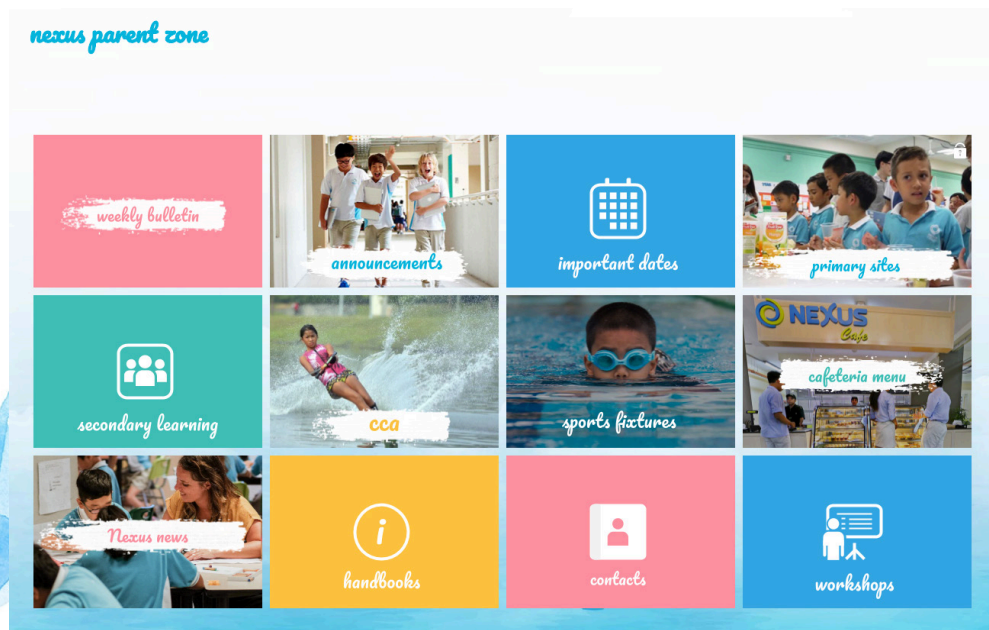 nexus parent zone
weekly bulletin
announcements
important dates
primary sites
secondary learning
cca
sports fixtures
NEXUS
Cafe
cafeteria menu
Nexus news
handbooks
contacts
workshops